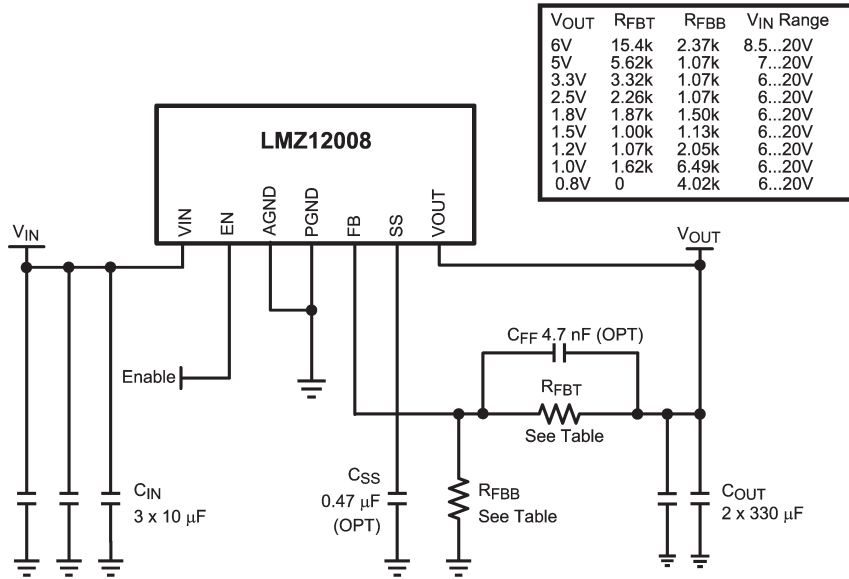 VOUT RFBT RFBB VIN Range
6V 15.4k 2.37k 8.5...20V
5V 5.62k 1.07k 7...20V
3.3V 3.32k 1.07k 6...20V
2.5V 2.26k 1.07k 6...20V
1.8V 1.87k 1.50k 6...20V
1.5V 1.00k 1.13k 6...20V
1.2V 1.07k 2.05k 6...20V
1.0V 1.62k 6.49k 6...20V
0.8V 0 4.02k 6...20V
LMZ12008
VIN
EN
AGND
PGND
FB
SS
VOUT
VIN
VOUT
CFF 4.7 nF (OPT)
Enable
RFBT
See Table
CIN
3 x 10 μF
CSS
0.47 μF
(OPT)
RFBB
See Table
COUT
2 x 330 μF